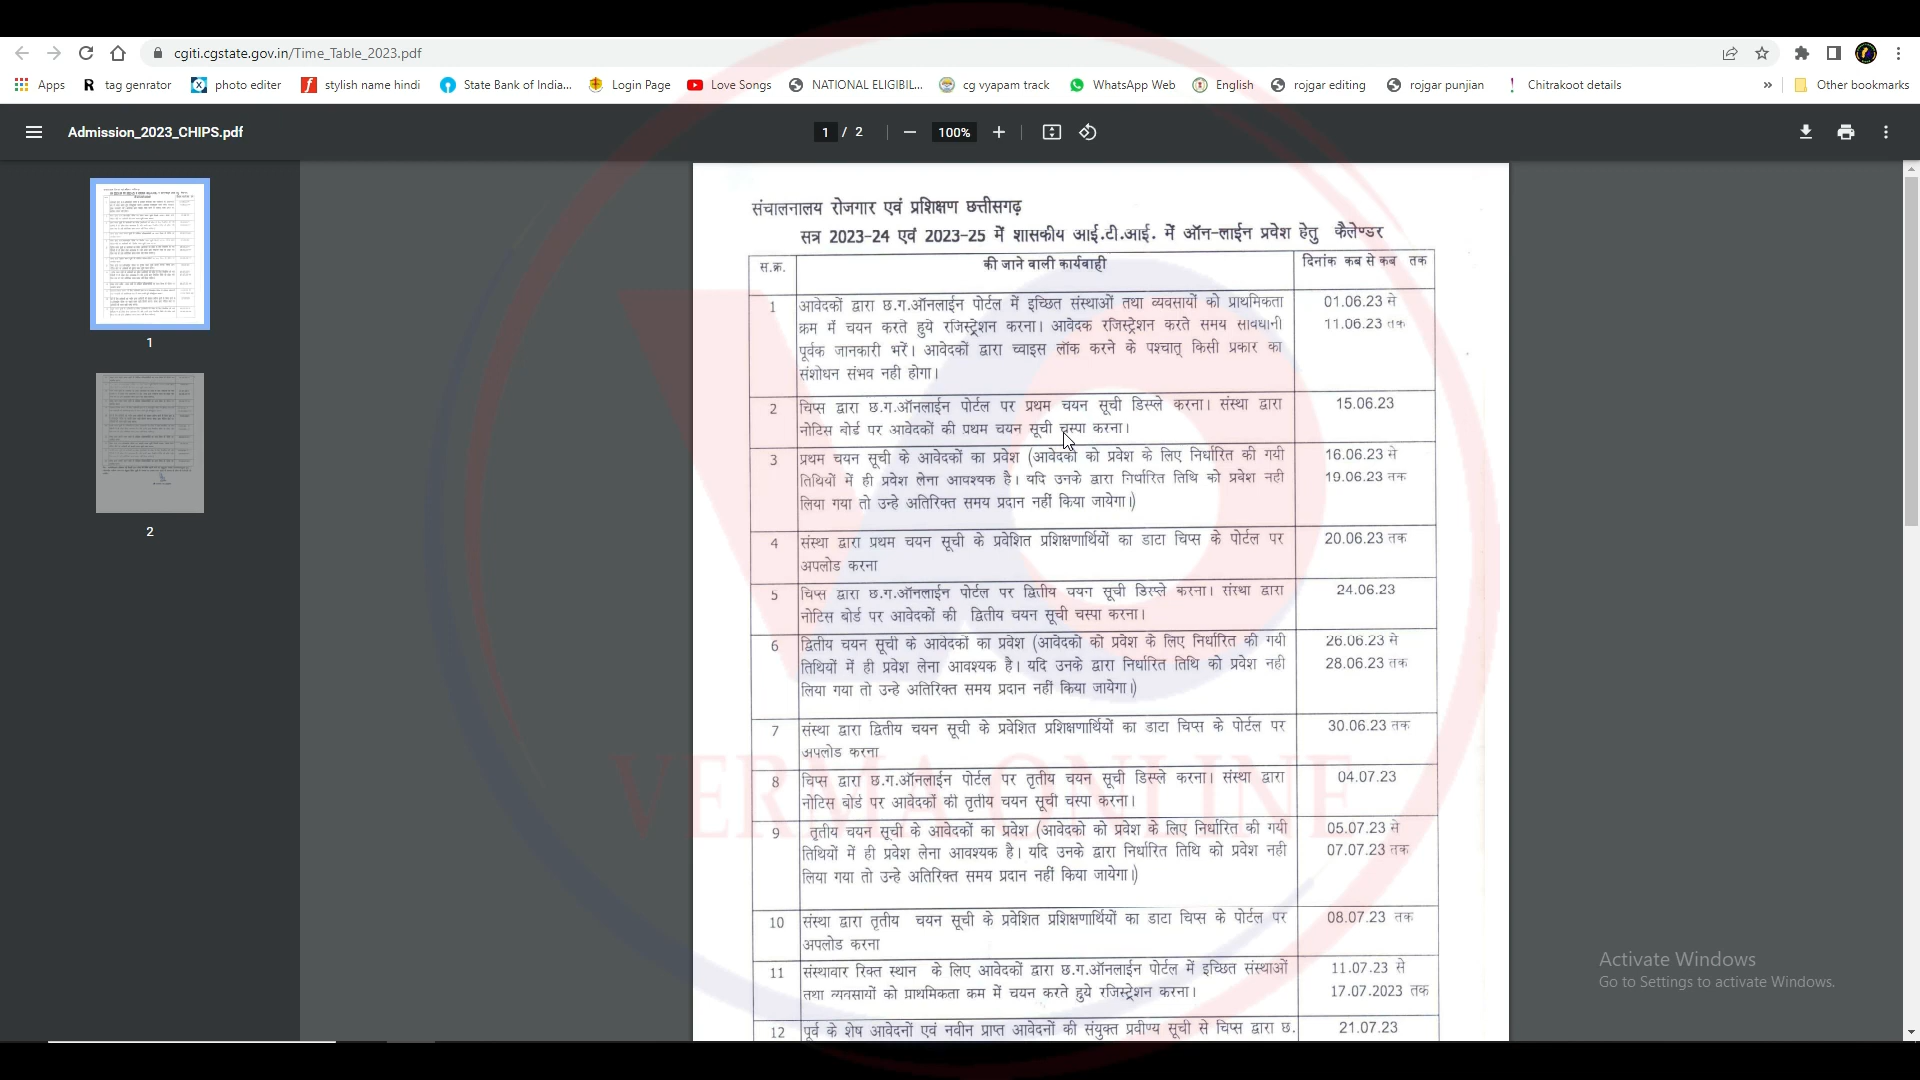 cgiti.cgstate.gov.in/Time_Table_2023.pdf
Apps tag genrator photo editer stylish name hindi State Bank of India... Login Page Love Songs NATIONAL ELIGIBIL... cg vyapam track WhatsApp Web English rojgar editing rojgar punjian Chitrakoot details » Other bookmarks
Admission_2023_CHIPS.pdf 1 / 2 100%
1
2
संचालनालय रोजगार एवं प्रशिक्षण छत्तीसगढ़
सत्र 2023-24 एवं 2023-25 में शासकीय आई.टी.आई. में ऑन-लाईन प्रवेश हेतु कैलेण्डर
स.क्र. की जाने वाली कार्यवाही दिनांक कब से कब तक
1 आवेदकों द्वारा छ.ग.ऑनलाईन पोर्टल में इच्छित संस्थाओं तथा व्यवसायों को प्राथमिकता 01.06.23 से
क्रम में चयन करते हुये रजिस्ट्रेशन करना। आवेदक रजिस्ट्रेशन करते समय सावधानी 11.06.23 तक
पूर्वक जानकारी भरें। आवेदकों द्वारा च्वाइस लॉक करने के पश्चात् किसी प्रकार का
संशोधन संभव नही होगा।
2 चिप्स द्वारा छ.ग.ऑनलाईन पोर्टल पर प्रथम चयन सूची डिस्प्ले करना। संस्था द्वारा 15.06.23
नोटिस बोर्ड पर आवेदकों की प्रथम चयन सूची चस्पा करना।
3 प्रथम चयन सूची के आवेदकों का प्रवेश (आवेदकों को प्रवेश के लिए निर्धारित की गयी 16.06.23 से
तिथियों में ही प्रवेश लेना आवश्यक है। यदि उनके द्वारा निर्धारित तिथि को प्रवेश नही 19.06.23 तक
लिया गया तो उन्हे अतिरिक्त समय प्रदान नहीं किया जायेगा।)
4 संस्था द्वारा प्रथम चयन सूची के प्रवेशित प्रशिक्षणार्थियों का डाटा चिप्स के पोर्टल पर 20.06.23 तक
अपलोड करना
5 चिप्स द्वारा छ.ग.ऑनलाईन पोर्टल पर द्वितीय चयन सूची डिस्प्ले करना। संस्था द्वारा 24.06.23
नोटिस बोर्ड पर आवेदकों की द्वितीय चयन सूची चस्पा करना।
6 द्वितीय चयन सूची के आवेदकों का प्रवेश (आवेदको को प्रवेश के लिए निर्धारित की गयी 26.06.23 से
तिथियों में ही प्रवेश लेना आवश्यक है। यदि उनके द्वारा निर्धारित तिथि को प्रवेश नही 28.06.23 तक
लिया गया तो उन्हे अतिरिक्त समय प्रदान नहीं किया जायेगा।)
7 संस्था द्वारा द्वितीय चयन सूची के प्रवेशित प्रशिक्षणार्थियों का डाटा चिप्स के पोर्टल पर 30.06.23 तक
अपलोड करना
8 चिप्स द्वारा छ.ग.ऑनलाईन पोर्टल पर तृतीय चयन सूची डिस्प्ले करना। संस्था द्वारा 04.07.23
नोटिस बोर्ड पर आवेदकों की तृतीय चयन सूची चस्पा करना।
VERMA ONLINE
9 तृतीय चयन सूची के आवेदकों का प्रवेश (आवेदको को प्रवेश के लिए निर्धारित की गयी 05.07.23 से
तिथियों में ही प्रवेश लेना आवश्यक है। यदि उनके द्वारा निर्धारित तिथि को प्रवेश नही 07.07.23 तक
लिया गया तो उन्हे अतिरिक्त समय प्रदान नहीं किया जायेगा।)
10 संस्था द्वारा तृतीय चयन सूची के प्रवेशित प्रशिक्षणार्थियों का डाटा चिप्स के पोर्टल पर 08.07.23 तक
अपलोड करना
11 संस्थावार रिक्त स्थान के लिए आवेदकों द्वारा छ.ग.ऑनलाईन पोर्टल में इच्छित संस्थाओं 11.07.23 से
तथा व्यवसायों को प्राथमिकता कम में चयन करते हुये रजिस्ट्रेशन करना। 17.07.2023 तक
12 पूर्व के शेष आवेदनों एवं नवीन प्राप्त आवेदनों की संयुक्त प्रवीण्य सूची से चिप्स द्वारा छ. 21.07.23
Activate Windows
Go to Settings to activate Windows.